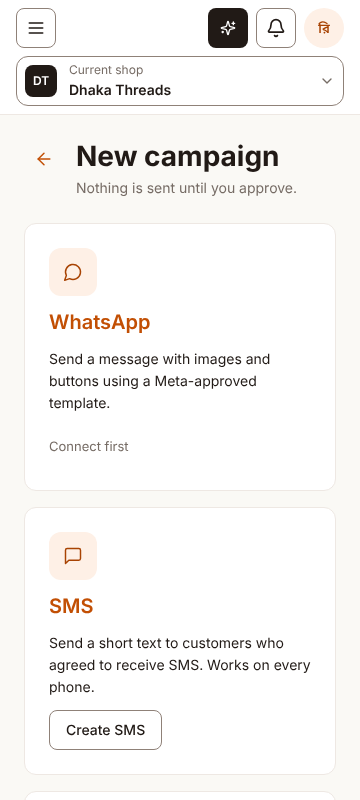 রি
DT
Current shop
Dhaka Threads
New campaign
Nothing is sent until you approve.
WhatsApp
Send a message with images and
buttons using a Meta-approved
template.
Connect first
SMS
Send a short text to customers who
agreed to receive SMS. Works on every
phone.
Create SMS